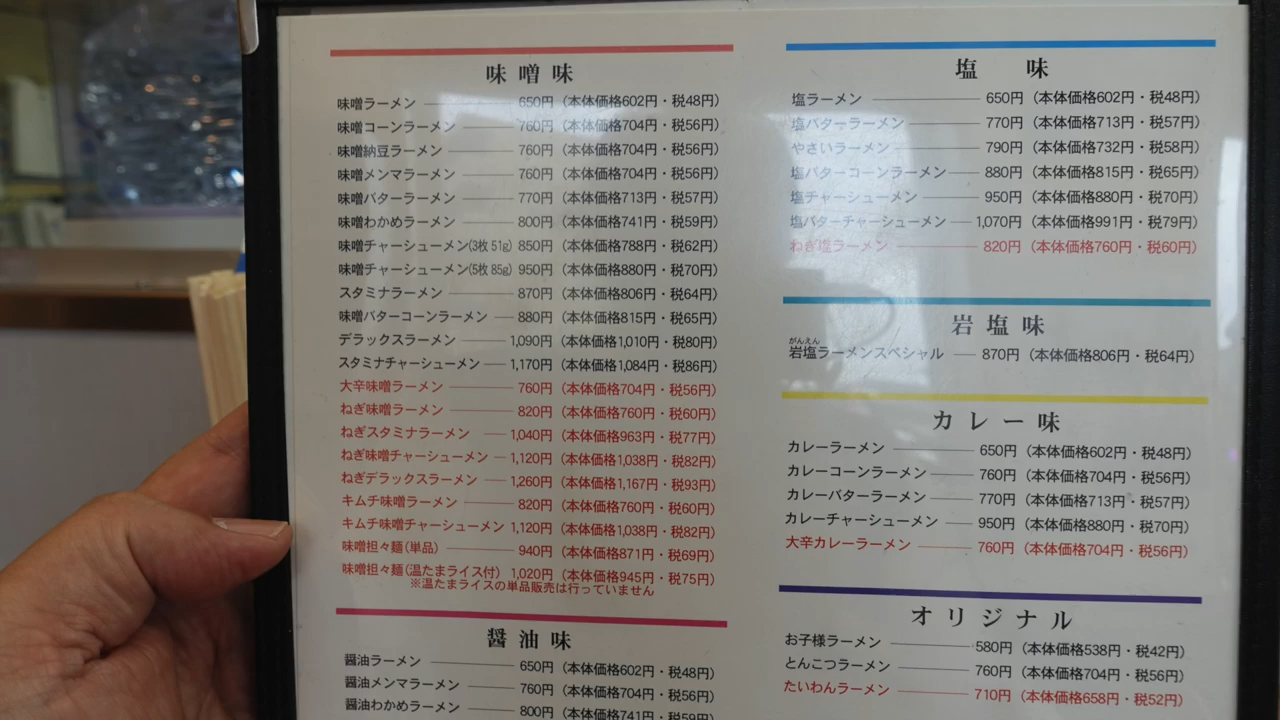 味噌味
味噌ラーメン 650円（本体価格602円・税48円）
味噌コーンラーメン 760円（本体価格704円・税56円）
味噌納豆ラーメン 760円（本体価格704円・税56円）
味噌メンマラーメン 760円（本体価格704円・税56円）
味噌バターラーメン 770円（本体価格713円・税57円）
味噌わかめラーメン 800円（本体価格741円・税59円）
味噌チャーシューメン(3枚 51g) 850円（本体価格788円・税62円）
味噌チャーシューメン(5枚 85g) 950円（本体価格880円・税70円）
スタミナラーメン 870円（本体価格806円・税64円）
味噌バターコーンラーメン 880円（本体価格815円・税65円）
デラックスラーメン 1,090円（本体価格1,010円・税80円）
スタミナチャーシューメン 1,170円（本体価格1,084円・税86円）
大辛味噌ラーメン 760円（本体価格704円・税56円）
ねぎ味噌ラーメン 820円（本体価格760円・税60円）
ねぎスタミナラーメン 1,040円（本体価格963円・税77円）
ねぎ味噌チャーシューメン 1,120円（本体価格1,038円・税82円）
ねぎデラックスラーメン 1,260円（本体価格1,167円・税93円）
キムチ味噌ラーメン 820円（本体価格760円・税60円）
キムチ味噌チャーシューメン 1,120円（本体価格1,038円・税82円）
味噌担々麺（単品） 940円（本体価格871円・税69円）
味噌担々麺（温たまライス付） 1,020円（本体価格945円・税75円）
※温たまライスの単品販売は行っていません
醤油味
醤油ラーメン 650円（本体価格602円・税48円）
醤油メンマラーメン 760円（本体価格704円・税56円）
醤油わかめラーメン 800円（本体価格741円・税59円）
塩 味
塩ラーメン 650円（本体価格602円・税48円）
塩バターラーメン 770円（本体価格713円・税57円）
やさいラーメン 790円（本体価格732円・税58円）
塩バターコーンラーメン 880円（本体価格815円・税65円）
塩チャーシューメン 950円（本体価格880円・税70円）
塩バターチャーシューメン 1,070円（本体価格991円・税79円）
ねぎ塩ラーメン 820円（本体価格760円・税60円）
岩塩味
がんえん
岩塩ラーメンスペシャル 870円（本体価格806円・税64円）
カレー味
カレーラーメン 650円（本体価格602円・税48円）
カレーコーンラーメン 760円（本体価格704円・税56円）
カレーバターラーメン 770円（本体価格713円・税57円）
カレーチャーシューメン 950円（本体価格880円・税70円）
大辛カレーラーメン 760円（本体価格704円・税56円）
オリジナル
お子様ラーメン 580円（本体価格538円・税42円）
とんこつラーメン 760円（本体価格704円・税56円）
たいわんラーメン 710円（本体価格658円・税52円）